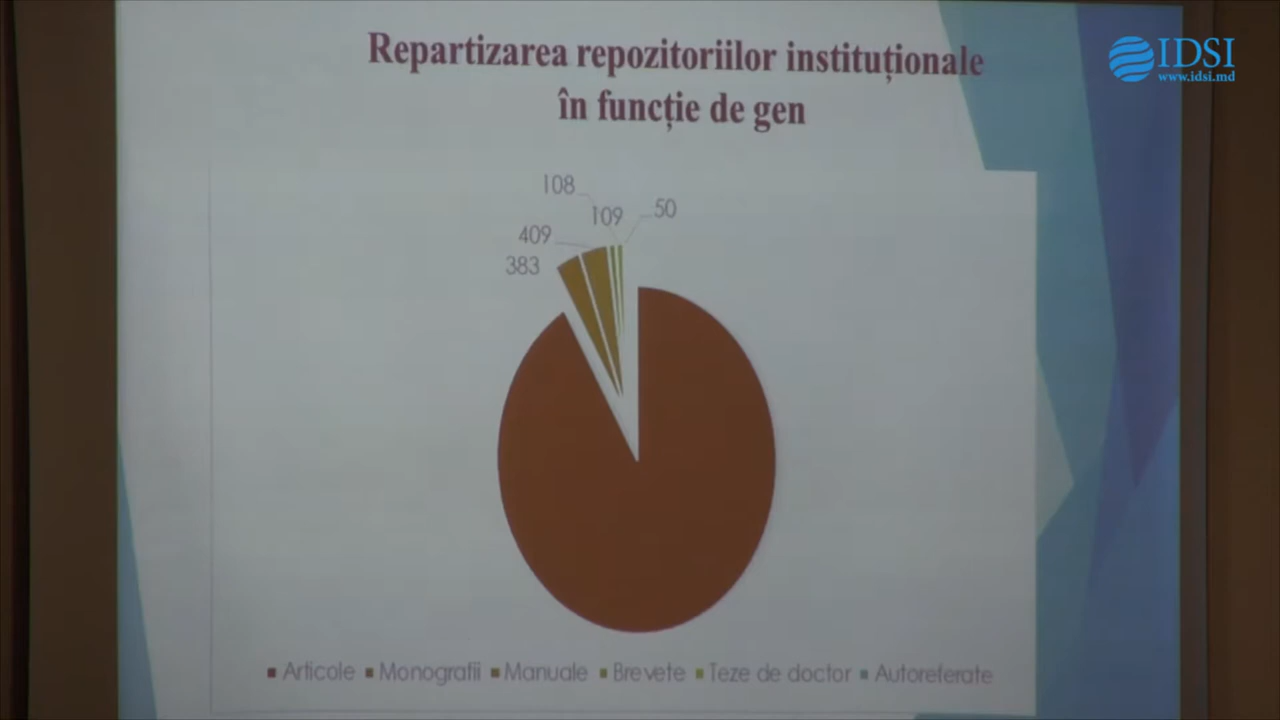 Repartizarea repozitoriilor instituționale
în funcție de gen
IDSI
www.idsi.md
108
109
50
409
383
Articole
Monografii
Manuale
Brevete
Teze de doctor
Autoreferate